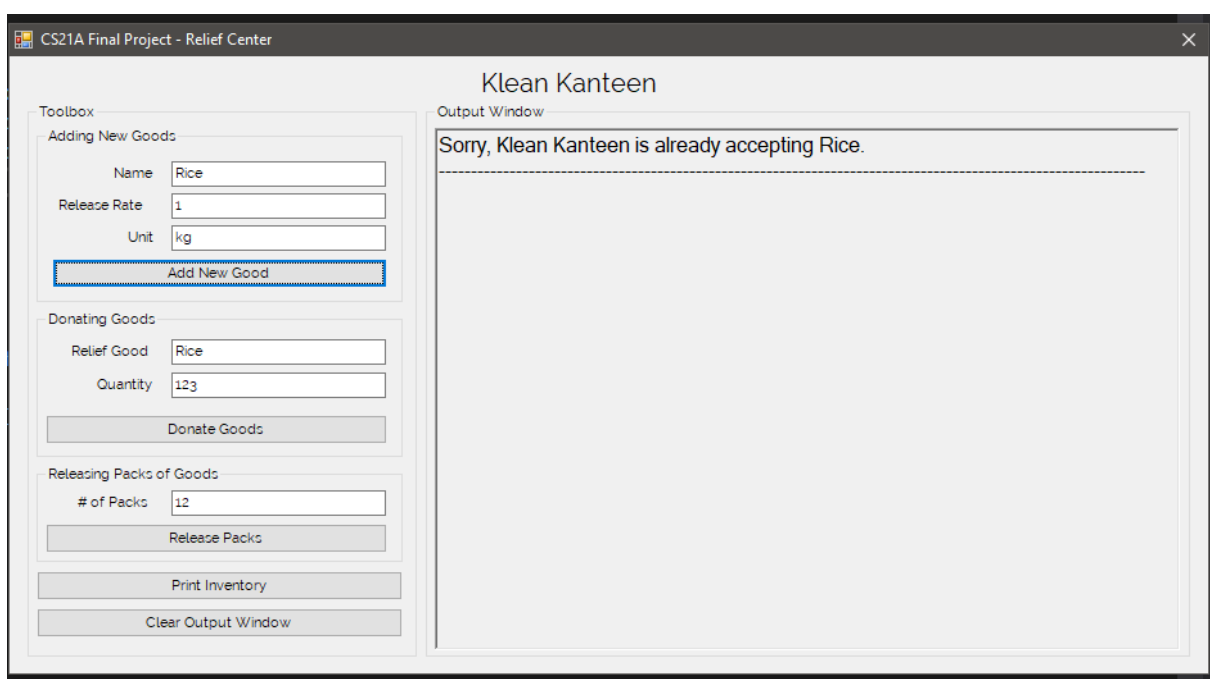 CS21A Final Project - Relief Center
Klean Kanteen
Toolbox
Adding New Goods
Name Rice
Release Rate 1
Unit kg
Add New Good
Donating Goods
Relief Good Rice
Quantity 123
Donate Goods
Releasing Packs of Goods
# of Packs 12
Release Packs
Print Inventory
Clear Output Window
Output Window
Sorry, Klean Kanteen is already accepting Rice.